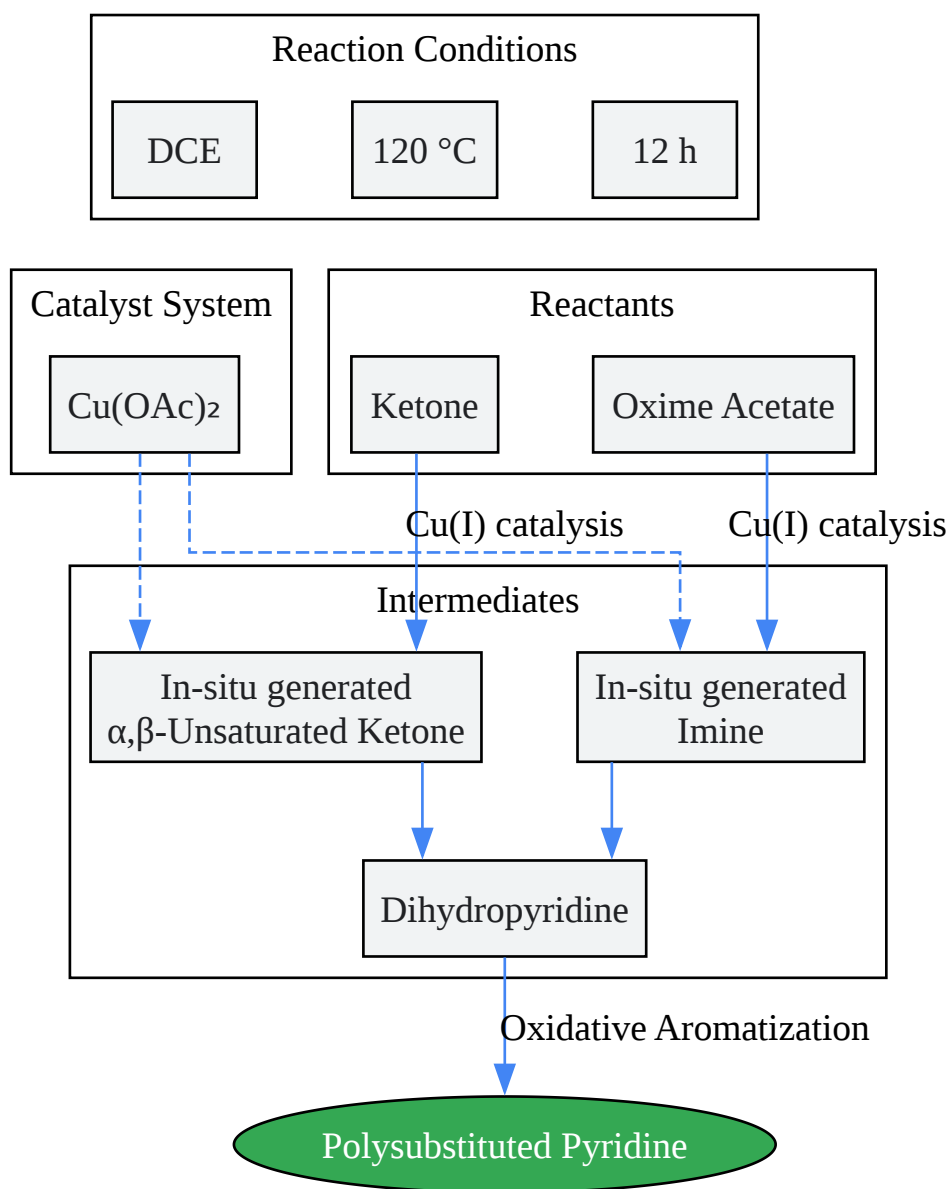 Reaction Conditions
DCE
120 °C
12 h
Catalyst System
Cu(OAc)₂
Reactants
Ketone
Oxime Acetate
Cu(I) catalysis
Cu(I) catalysis
Intermediates
In-situ generated
α,β-Unsaturated Ketone
In-situ generated
Imine
Dihydropyridine
Oxidative Aromatization
Polysubstituted Pyridine